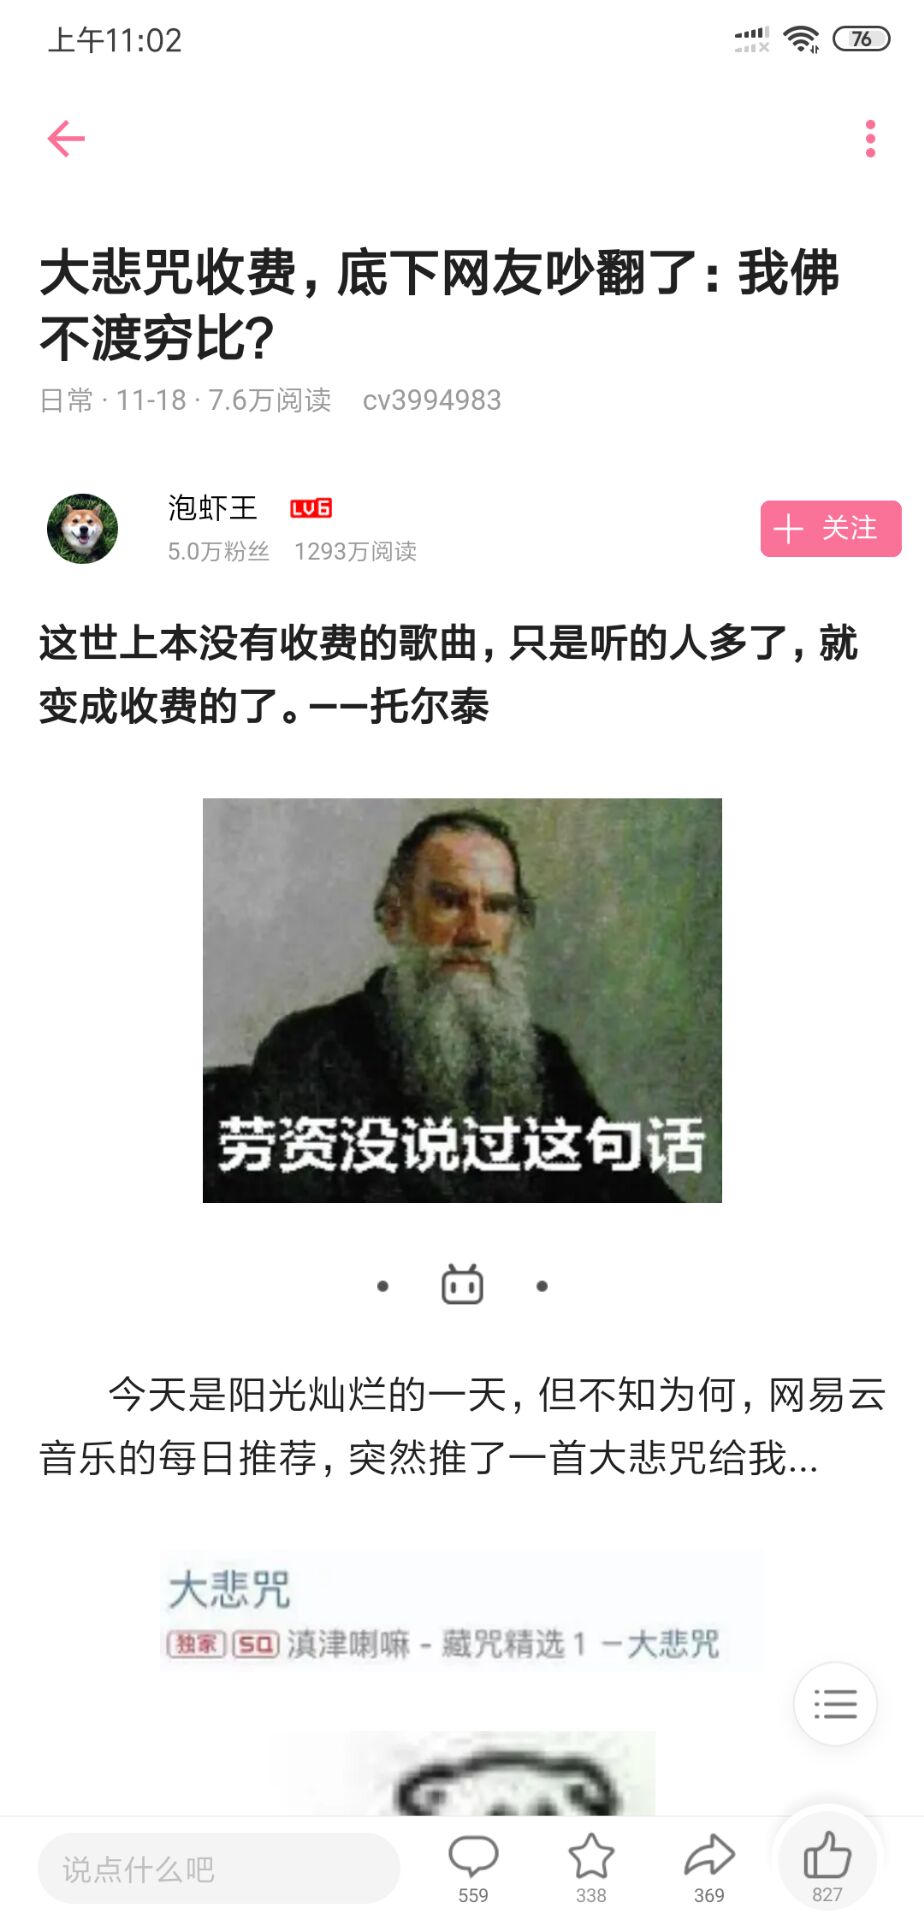 上午11:02
76
大悲咒收费，底下网友吵翻了：我佛
不渡穷比？
日常 · 11-18 · 7.6万阅读 cv3994983
泡虾王 LV6
5.0万粉丝 1293万阅读
关注
这世上本没有收费的歌曲，只是听的人多了，就
变成收费的了。——托尔泰
劳资没说过这句话
今天是阳光灿烂的一天，但不知为何，网易云
音乐的每日推荐，突然推了一首大悲咒给我...
大悲咒
独家 SQ 滇津喇嘛 - 藏咒精选1 －大悲咒
说点什么吧
559
338
369
827